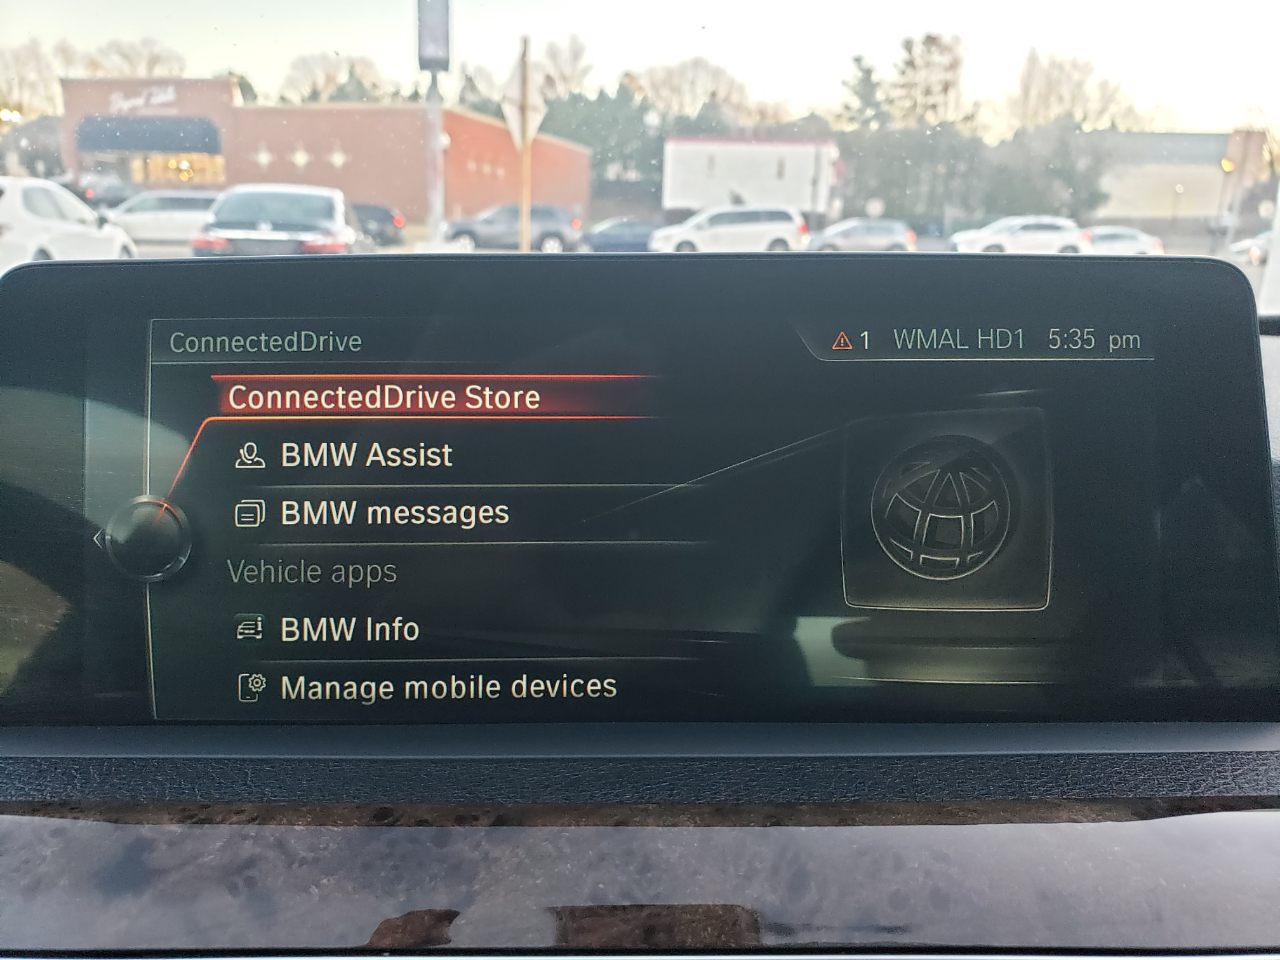 ConnectedDrive
1 WMAL HD1 5:35 pm
ConnectedDrive Store
BMW Assist
BMW messages
Vehicle apps
BMW Info
Manage mobile devices